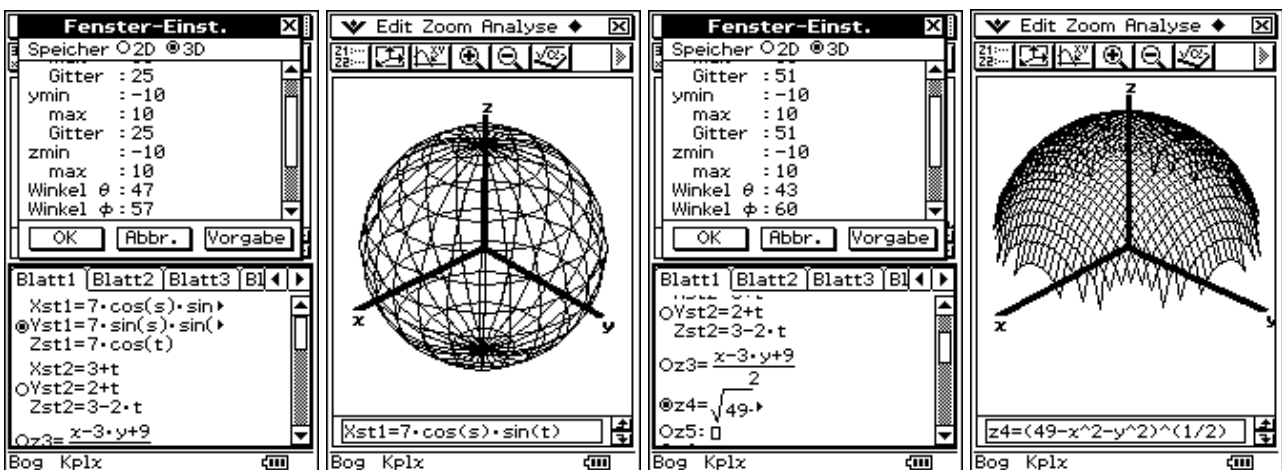 Fenster-Einst.
Speicher 2D 3D
Gitter :25
ymin :-10
max :10
Gitter :25
zmin :-10
max :10
Winkel θ :47
Winkel ϕ :57
OK Abbr. Vorgabe
Blatt1 Blatt2 Blatt3 Bl
Xst1=7·cos(s)·sin
Yst1=7·sin(s)·sin(
Zst1=7·cos(t)
Xst2=3+t
Yst2=2+t
Zst2=3-2·t
z3= x-3·y+9
Bog Kplx
Edit Zoom Analyse
z
x
y
Xst1=7·cos(s)·sin(t)
Fenster-Einst.
Speicher 2D 3D
Gitter :51
ymin :-10
max :10
Gitter :51
zmin :-10
max :10
Winkel θ :43
Winkel ϕ :60
OK Abbr. Vorgabe
Blatt1 Blatt2 Blatt3 Bl
Yst2=2+t
Zst2=3-2·t
z3= x-3·y+9
2
z4=√49-
z5:
Bog Kplx
Edit Zoom Analyse
z
x
y
z4=(49-x^2-y^2)^(1/2)
Bog Kplx